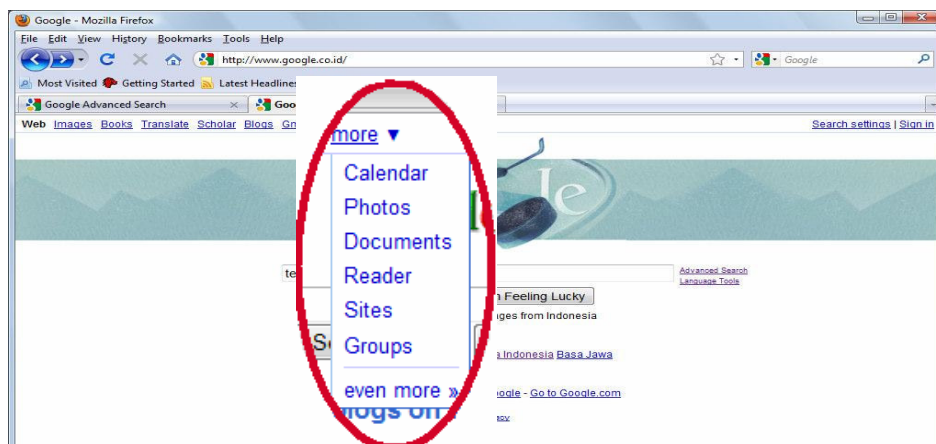 Google - Mozilla Firefox
File Edit View History Bookmarks Tools Help
http://www.google.co.id/ Google
Most Visited Getting Started Latest Headlines
Google Advanced Search
Web Images Books Translate Scholar Blogs Search settings | Sign in
more ▼
Calendar
Photos
Documents
Reader
Sites
Groups
even more »
le
Advanced Search
Language Tools
Feeling Lucky
from Indonesia
Indonesia Basa Jawa
- Go to Google.com